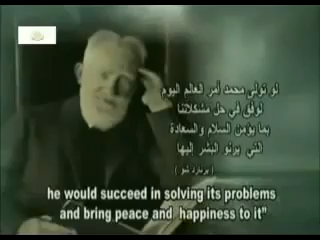 لو تولى محمد أمر العالم اليوم
لوفق في حل مشكلاتنا
بما يؤمن السلام والسعادة
التي يرنو البشر إليها
( برنارد شو )
he would succeed in solving its problems
and bring peace and happiness to it"